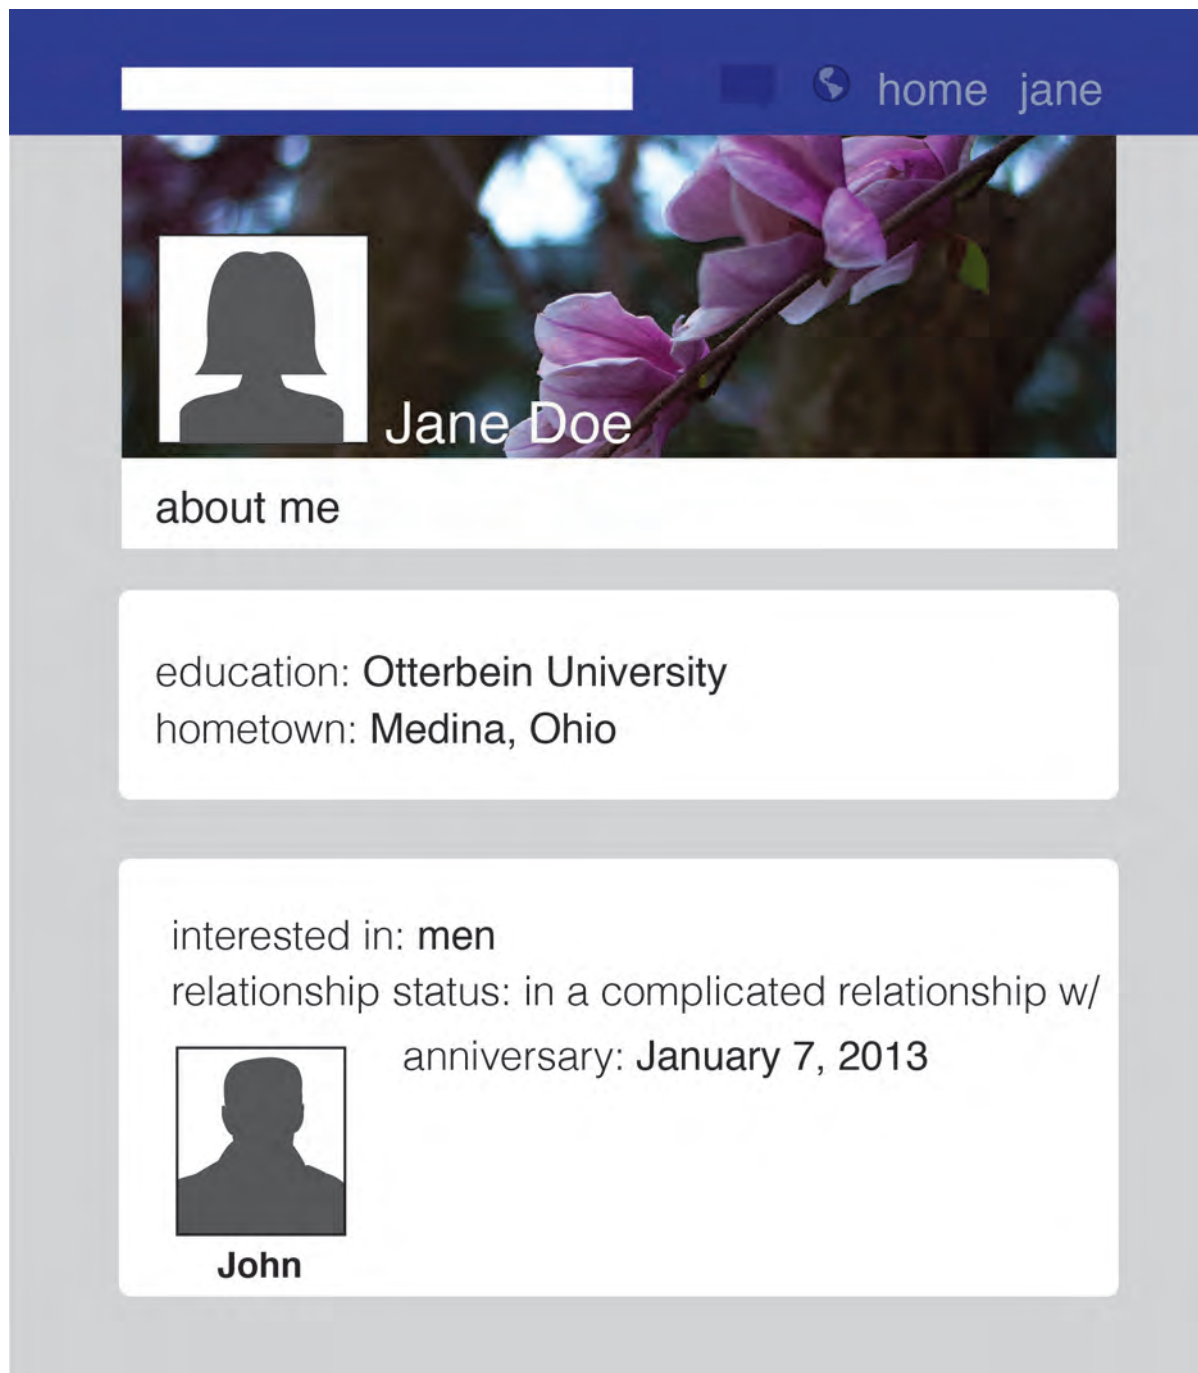 home jane
Jane Doe
about me
education: Otterbein University
hometown: Medina, Ohio
interested in: men
relationship status: in a complicated relationship w/
anniversary: January 7, 2013
John